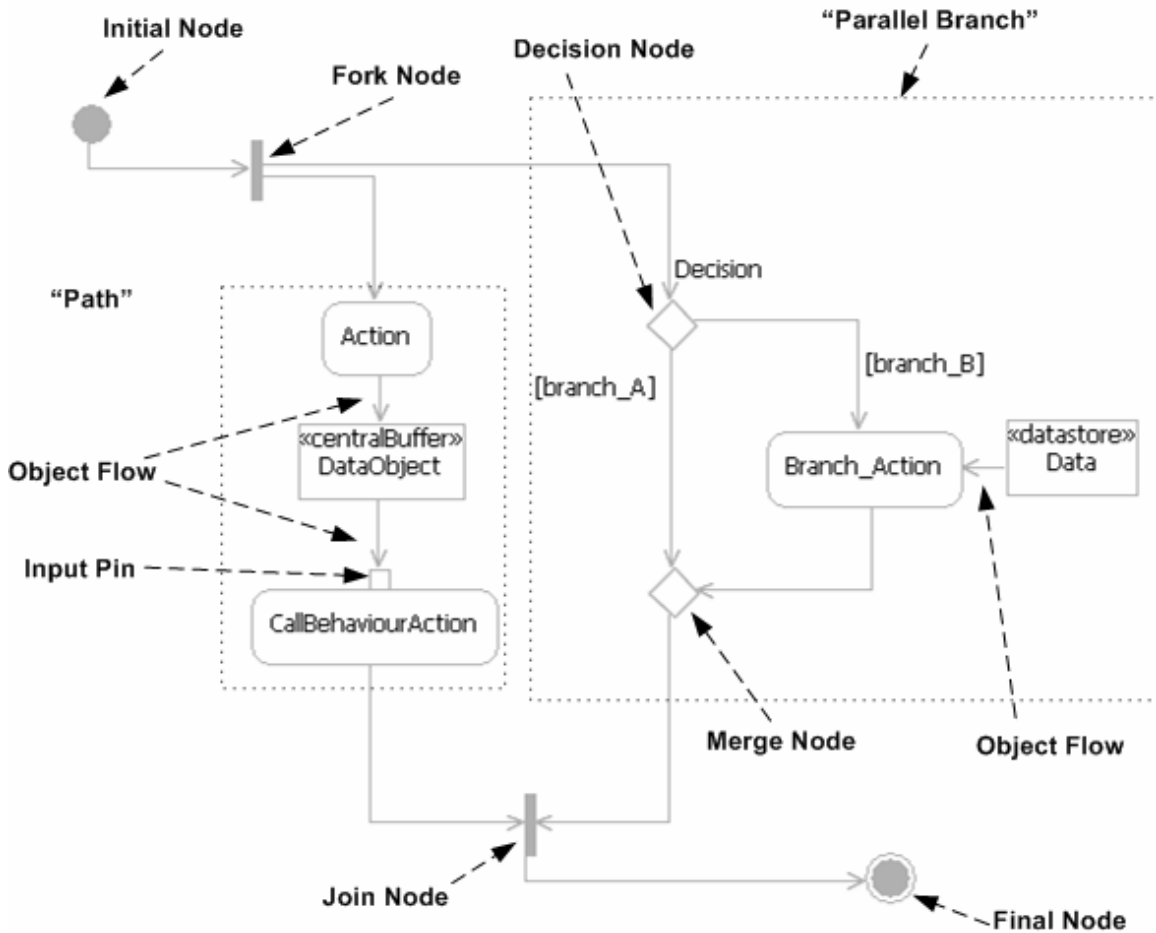 Initial Node
"Parallel Branch"
Decision Node
Fork Node
Decision
"Path"
Action
[branch_A]
[branch_B]
«centralBuffer»
DataObject
«datastore»
Data
Branch_Action
Object Flow
Input Pin
CallBehaviourAction
Merge Node
Object Flow
Join Node
Final Node